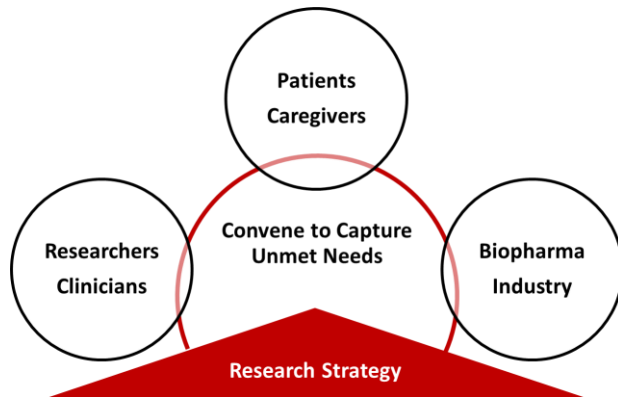 Patients
Caregivers
Researchers
Clinicians
Convene to Capture
Unmet Needs
Biopharma
Industry
Research Strategy